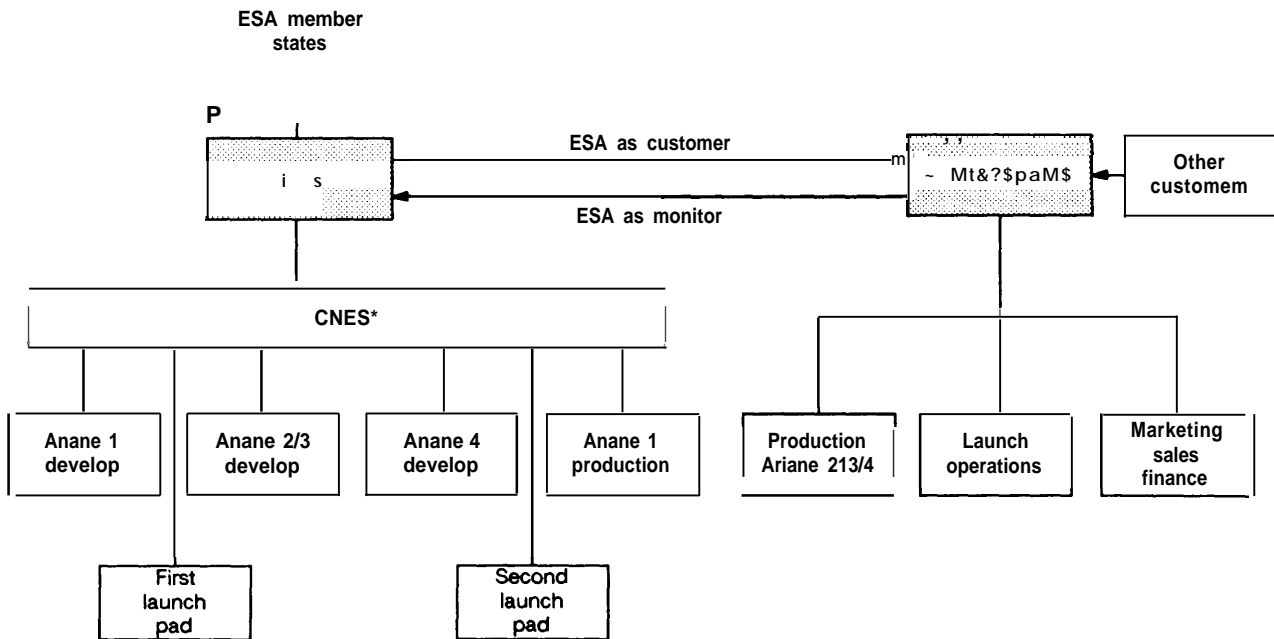 ESA member
states
P
ESA as customer
i s
m
~ Mt&?$paM$
Other
customem
ESA as monitor
CNES*
Anane 1
develop
Anane 2/3
develop
Anane 4
develop
Anane 1
production
Production
Ariane 213/4
Launch
operations
Marketing
sales
finance
First
launch
pad
Second
launch
pad